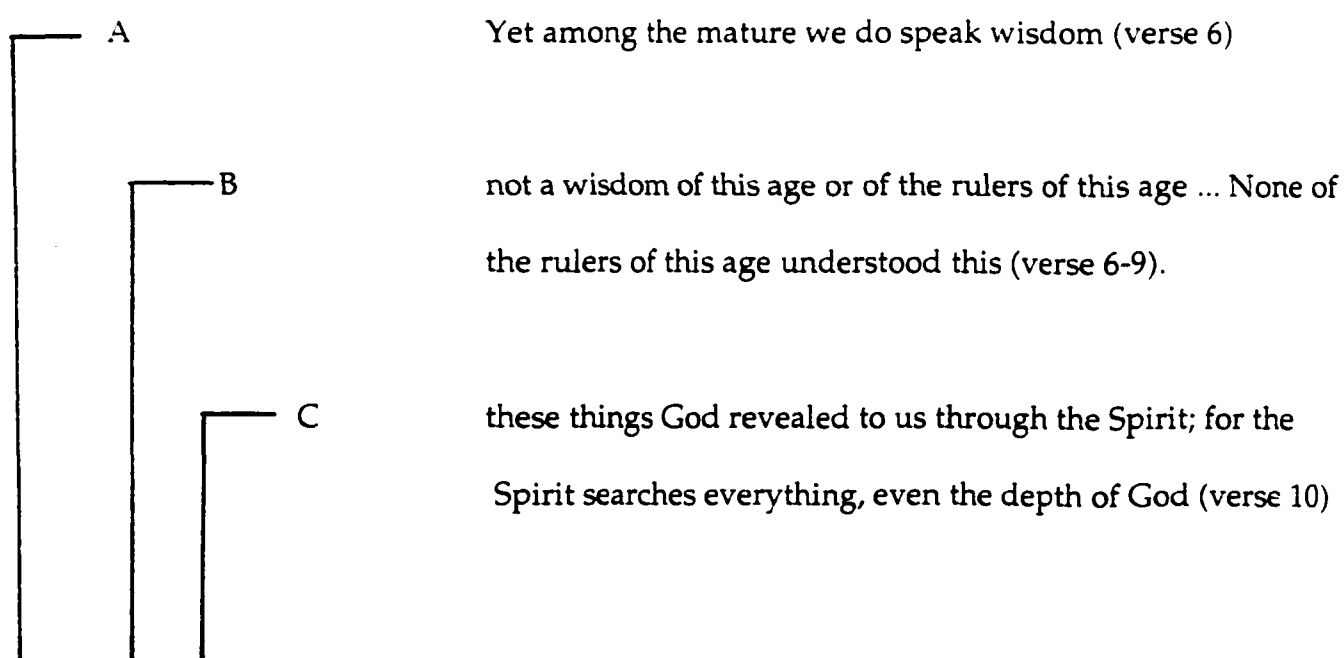 A Yet among the mature we do speak wisdom (verse 6)
B not a wisdom of this age or of the rulers of this age ... None of
the rulers of this age understood this (verse 6-9).
C these things God revealed to us through the Spirit; for the
Spirit searches everything, even the depth of God (verse 10)